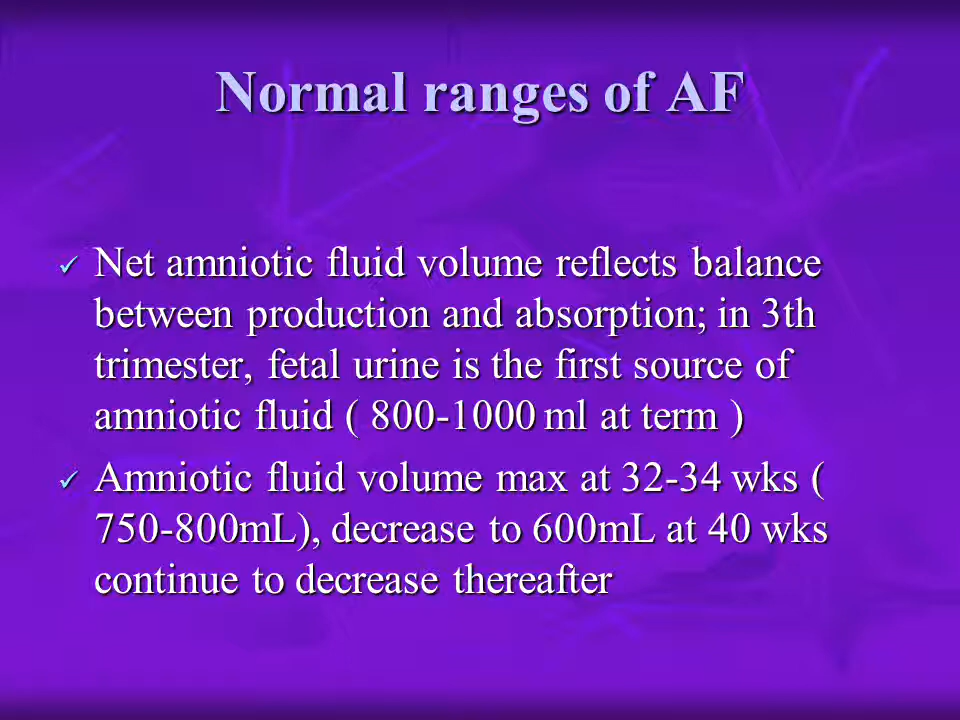 Normal ranges of AF
Net amniotic fluid volume reflects balance
between production and absorption; in 3th
trimester, fetal urine is the first source of
amniotic fluid ( 800-1000 ml at term )
Amniotic fluid volume max at 32-34 wks (
750-800mL), decrease to 600mL at 40 wks
continue to decrease thereafter